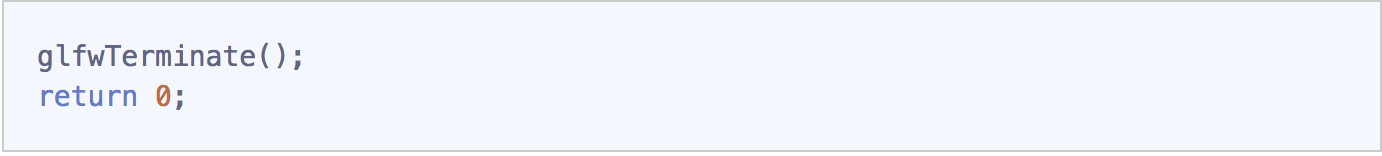 glfwTerminate();
return 0;